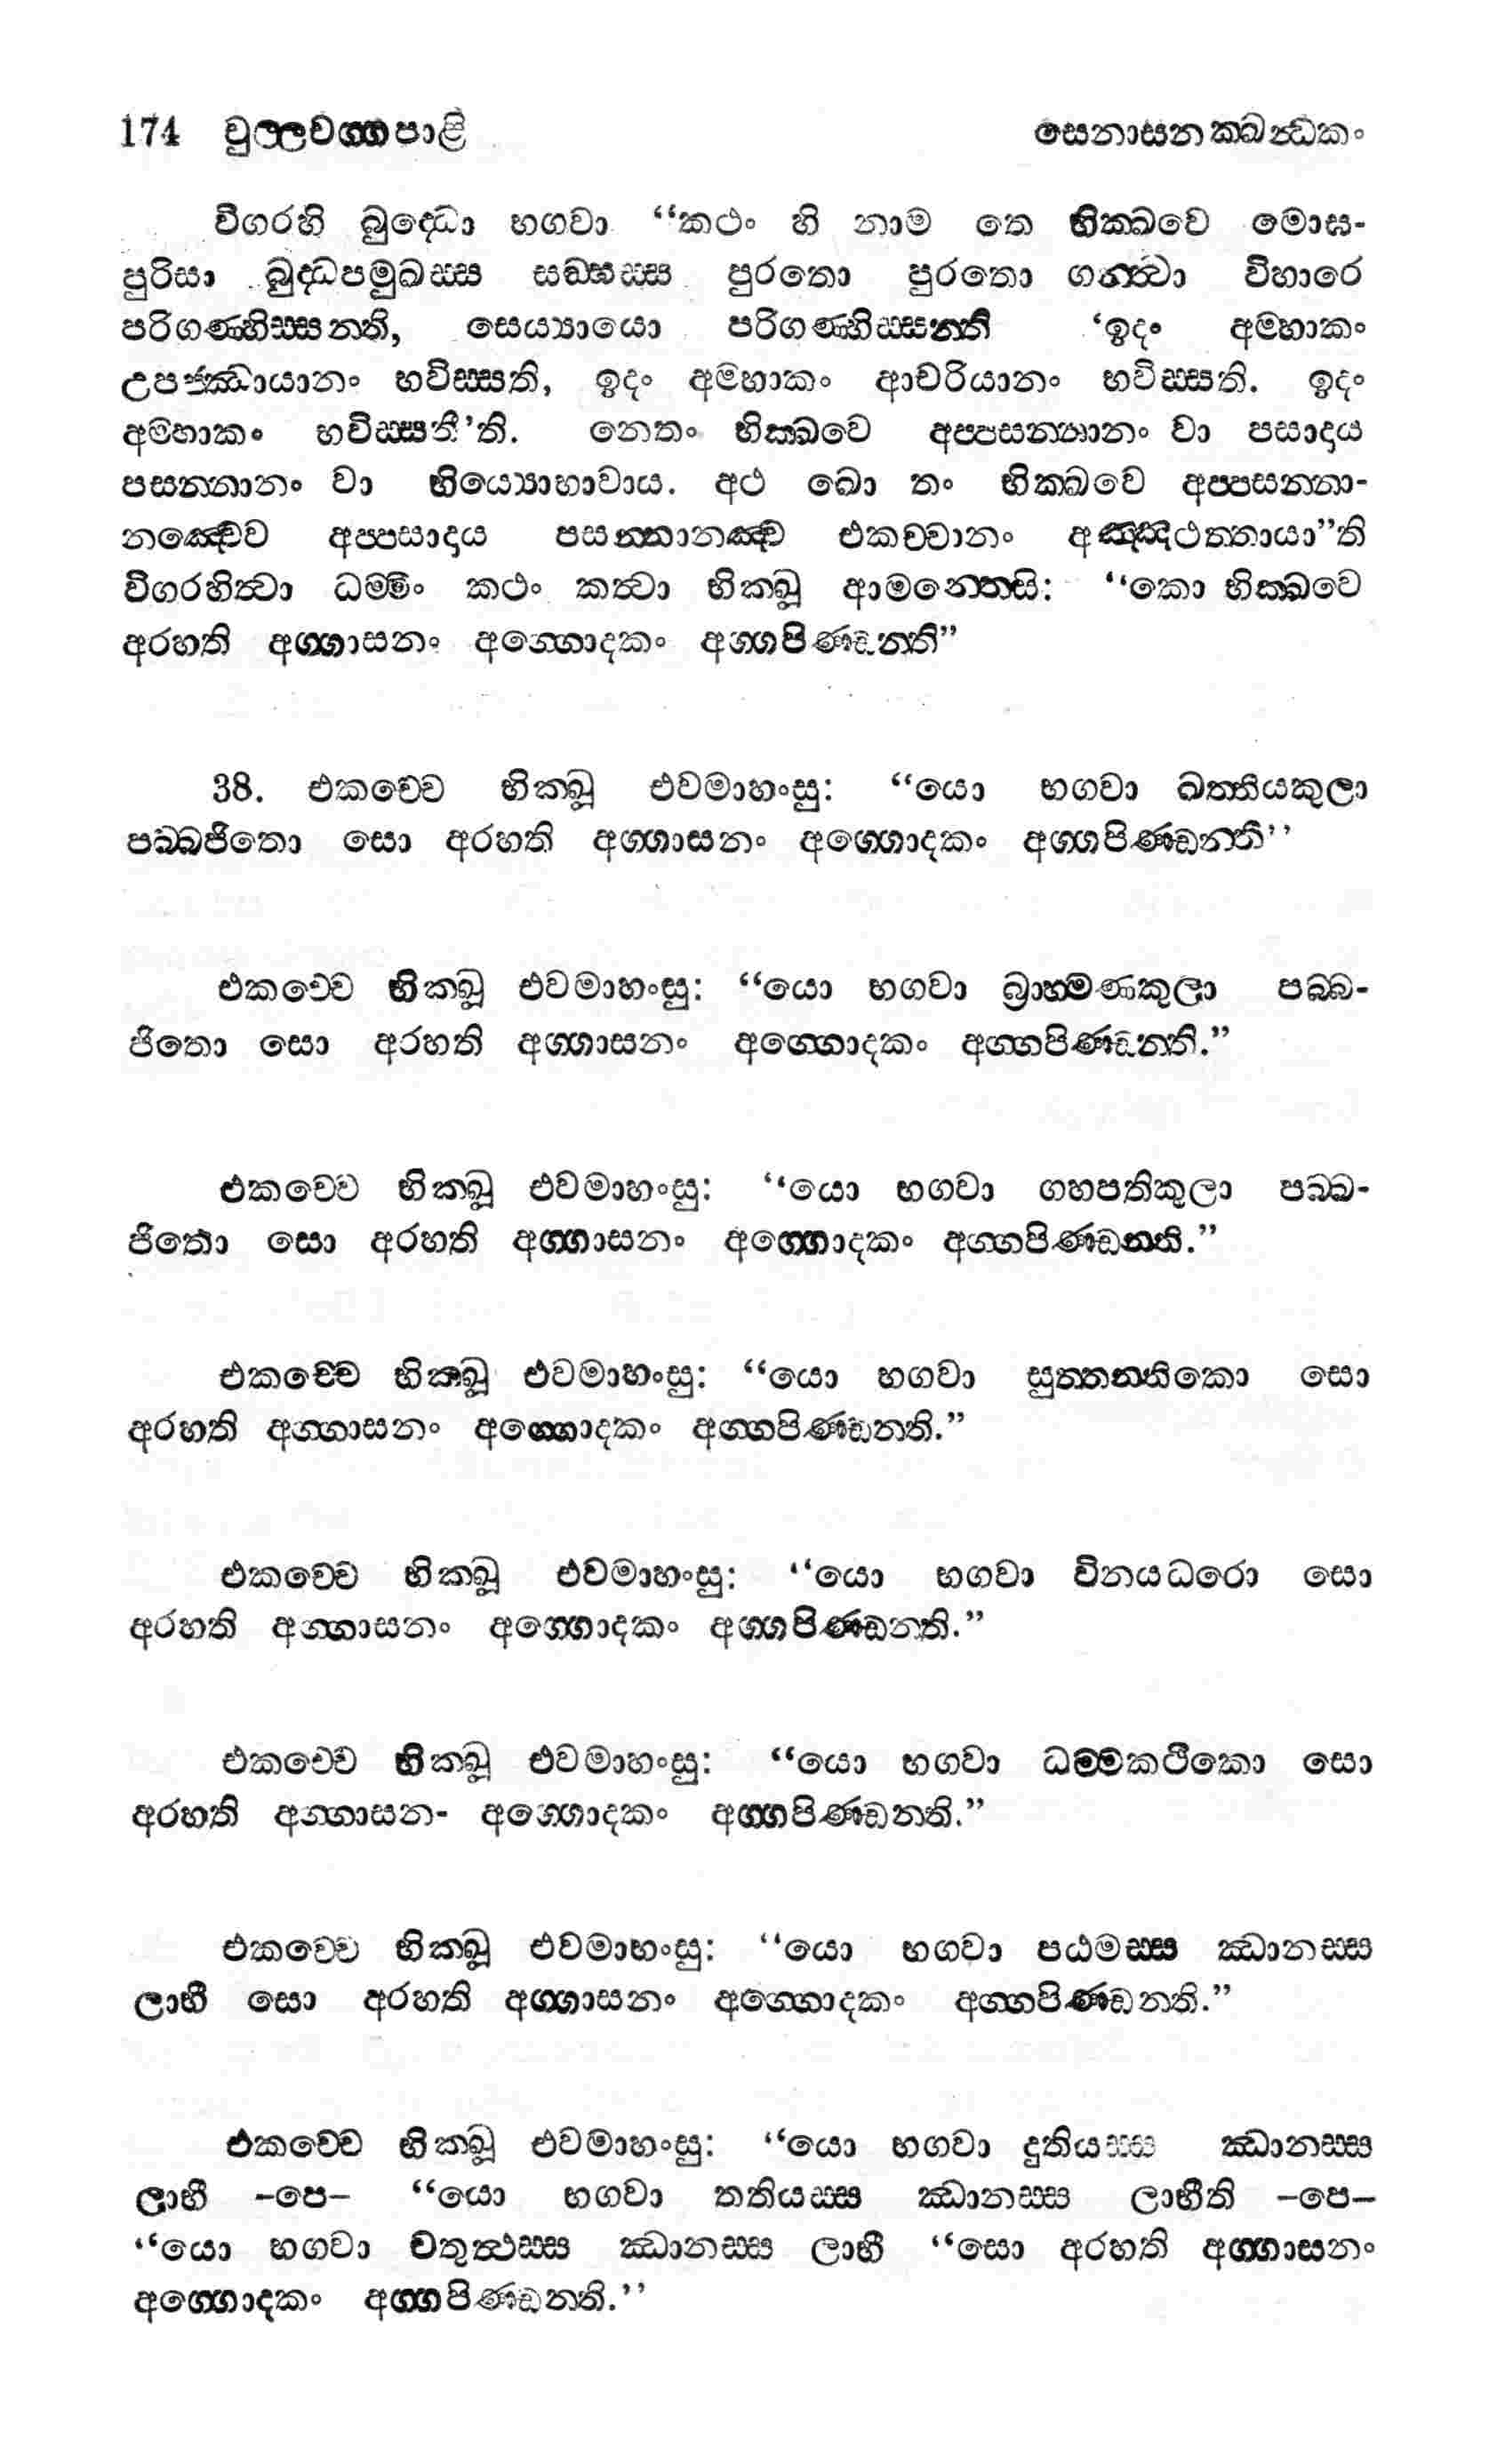 174 චුල්ලවග්ගපාළි සෙනාසනක්ඛන්ධකං
විගරහි බුද්ධො භගවා “කථං හි නාම තෙ භික්ඛවෙ මොඝ-
පුරිසා බුද්ධපමුඛස්ස සඞ්ඝස්ස පුරතො පුරතො ගන්ත්වා විහාරෙ
පරිගණ්හිස්සන්ති, සෙය්‍යායො පරිගණ්හිස්සන්ති ‘ඉදං අම්හාකං
උපජ්ඣායානං භවිස්සති, ඉදං අම්හාකං ආචරියානං භවිස්සති. ඉදං
අම්හාකං භවිස්සතී’ති. නෙතං භික්ඛවෙ අප්පසන්නානං වා පසාදාය
පසන්නානං වා භිය්‍යොභාවාය. අථ ඛො තං භික්ඛවෙ අප්පසන්නා-
නඤ්චෙව අප්පසාදාය පසන්නානඤ්ච එකච්චානං අඤ්ඤථත්තායා”ති
විගරහිත්වා ධම්මිං කථං කත්වා භික්ඛූ ආමන්තෙසි: “කො භික්ඛවෙ
අරහති අග්ගාසනං අග්ගොදකං අග්ගපිණ්ඩන්ති”
38. එකච්චෙ භික්ඛූ එවමාහංසු: “යො භගවා ඛත්තියකුලා
පබ්බජිතො සො අරහති අග්ගාසනං අග්ගොදකං අග්ගපිණ්ඩන්ති’’
එකච්චෙ භික්ඛූ එවමාහංසු: “යො භගවා බ්‍රාහ්මණකුලා පබ්බ-
ජිතො සො අරහති අග්ගාසනං අග්ගොදකං අග්ගපිණ්ඩන්ති.”
එකච්චෙ භික්ඛූ එවමාහංසු: “යො භගවා ගහපතිකුලා පබ්බ-
ජිතො සො අරහති අග්ගාසනං අග්ගොදකං අග්ගපිණ්ඩන්ති.”
එකච්චෙ භික්ඛූ එවමාහංසු: “යො භගවා සුත්තන්තිකො සො
අරහති අග්ගාසනං අග්ගොදකං අග්ගපිණ්ඩන්ති.”
එකච්චෙ භික්ඛූ එවමාහංසු: “යො භගවා විනයධරො සො
අරහති අග්ගාසනං අග්ගොදකං අග්ගපිණ්ඩන්ති.”
එකච්චෙ භික්ඛූ එවමාහංසු: “යො භගවා ධම්මකථිකො සො
අරහති අග්ගාසන- අග්ගොදකං අග්ගපිණ්ඩන්ති.”
එකච්චෙ භික්ඛූ එවමාහංසු: “යො භගවා පඨමස්ස ඣානස්ස
ලාභී සො අරහති අග්ගාසනං අග්ගොදකං අග්ගපිණ්ඩන්ති.”
එකච්චෙ භික්ඛූ එවමාහංසු: “යො භගවා දුතියස්ස ඣානස්ස
ලාභී –පෙ– “යො භගවා තතියස්ස ඣානස්ස ලාභීති –පෙ–
“යො භගවා චතුත්ථස්ස ඣානස්ස ලාභී “සො අරහති අග්ගාසනං
අග්ගොදකං අග්ගපිණ්ඩන්ති.’’